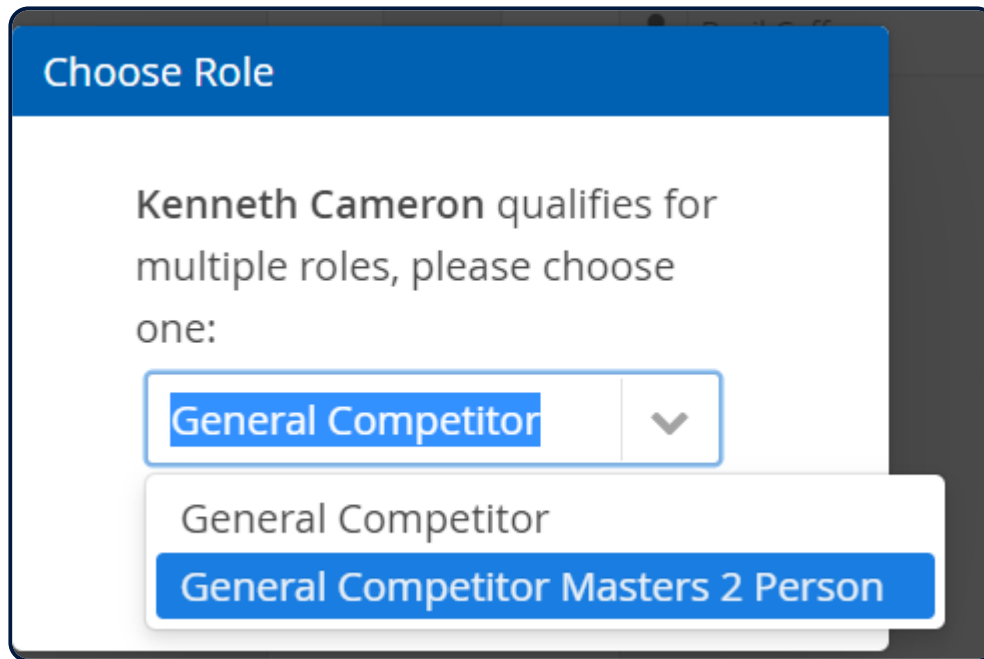 Choose Role
Kenneth Cameron qualifies for
multiple roles, please choose
one:
General Competitor
General Competitor
General Competitor Masters 2 Person